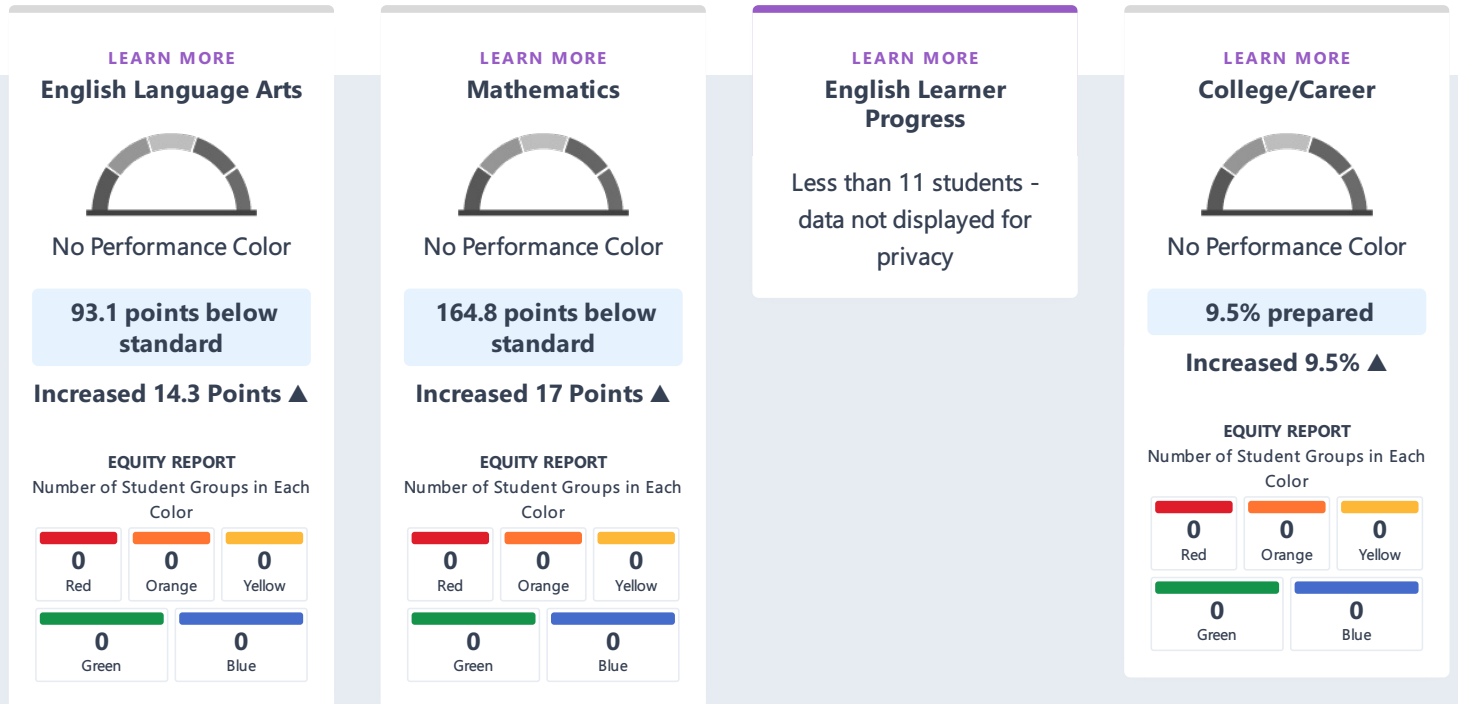 LEARN MORE
English Language Arts
No Performance Color
93.1 points below
standard
Increased 14.3 Points ▲
EQUITY REPORT
Number of Student Groups in Each
Color
0
Red
0
Orange
0
Yellow
0
Green
0
Blue
LEARN MORE
Mathematics
No Performance Color
164.8 points below
standard
Increased 17 Points ▲
EQUITY REPORT
Number of Student Groups in Each
Color
0
Red
0
Orange
0
Yellow
0
Green
0
Blue
LEARN MORE
English Learner
Progress
Less than 11 students -
data not displayed for
privacy
LEARN MORE
College/Career
No Performance Color
9.5% prepared
Increased 9.5% ▲
EQUITY REPORT
Number of Student Groups in Each
Color
0
Red
0
Orange
0
Yellow
0
Green
0
Blue